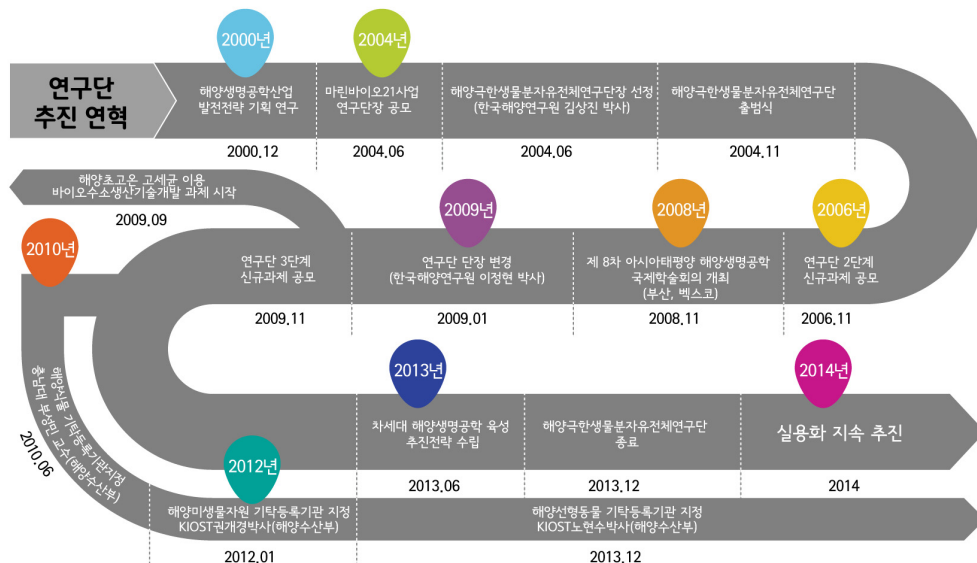 연구단
추진 연혁
2000년
해양생명공학산업
발전전략 기획 연구
2000.12
2004년
마린바이오21사업
연구단장 공모
2004.06
해양극한생물분자유전체연구단장 선정
(한국해양연구원 김상진 박사)
2004.06
해양극한생물분자유전체연구단
출범식
2004.11
2006년
연구단 2단계
신규과제 공모
2006.11
2008년
제 8차 아시아태평양 해양생명공학
국제학술회의 개최
(부산, 벡스코)
2008.11
2009년
연구단 단장 변경
(한국해양연구원 이정현 박사)
2009.01
연구단 3단계
신규과제 공모
2009.11
해양초고온 고세균 이용
바이오수소생산기술개발 과제 시작
2009.09
2010년
해양식물 기탁등록기관지정
충남대 부성민 교수(해양수산부)
2010.06
2012년
해양미생물자원 기탁등록기관 지정
KIOST권개경박사(해양수산부)
2012.01
해양선형동물 기탁등록기관 지정
KIOST노현수박사(해양수산부)
2013.12
2013년
차세대 해양생명공학 육성
추진전략 수립
2013.06
해양극한생물분자유전체연구단
종료
2013.12
2014년
실용화 지속 추진
2014